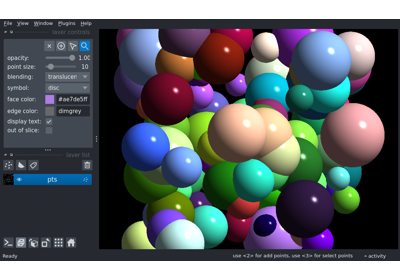 File View Window Plugins Help
layer controls
opacity: 1.00
point size: 10
blending: translucen
symbol: disc
face color: #ae7de5ff
edge color: dimgrey
display text:
out of slice:
layer list
pts
Ready use <2> for add points, use <3> for select points activity